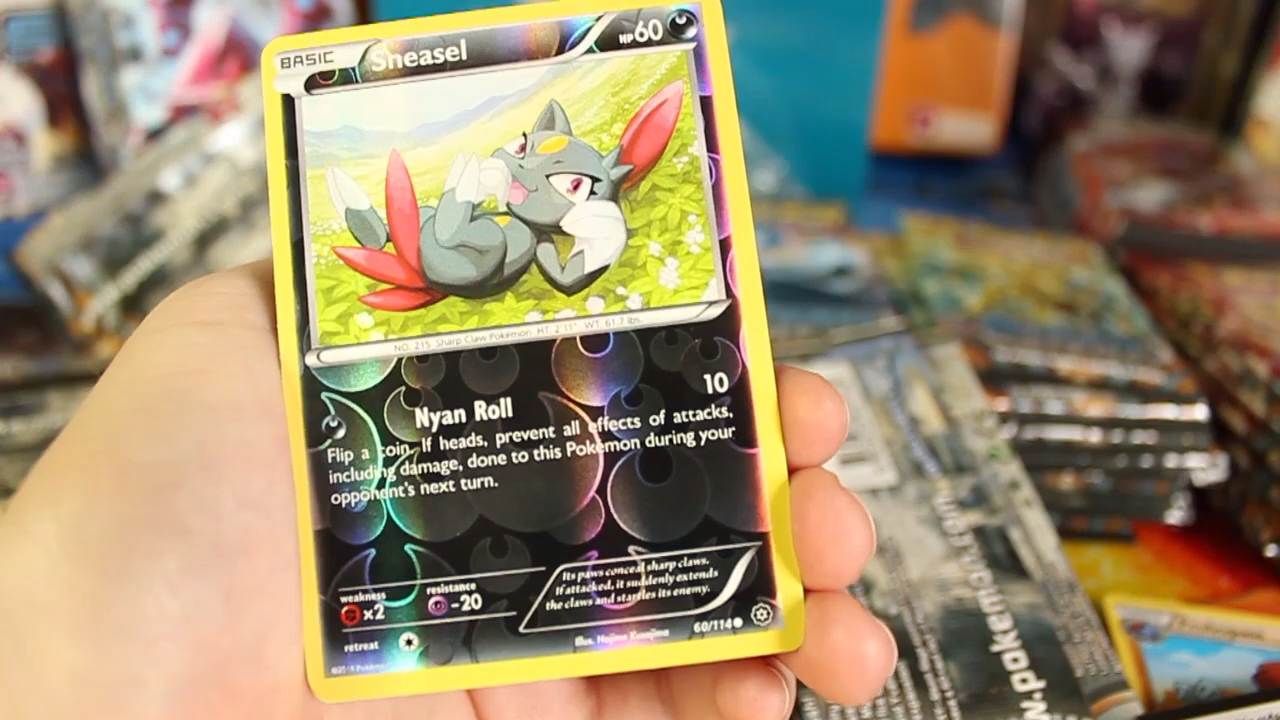 BASIC Sneasel HP60
NO. 215 Sharp Claw Pokémon HT: 2'11" WT: 61.7 lbs.
Nyan Roll 10
Flip a coin. If heads, prevent all effects of attacks,
including damage, done to this Pokémon during your
opponent's next turn.
weakness resistance
×2 -20
retreat
Its paws conceal sharp claws.
If attacked, it suddenly extends
the claws and startles its enemy.
Illus. Hajime Kusajima
60/114
©2015 Pokémon
w.pokemon.com